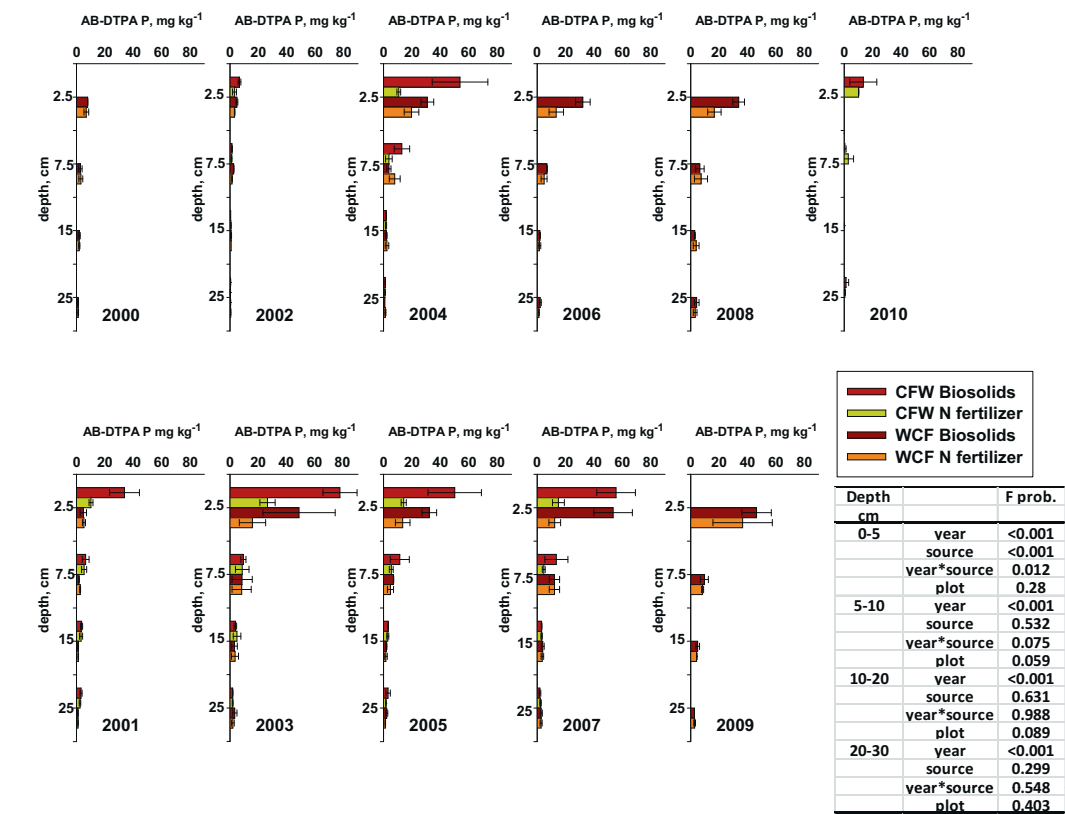 AB-DTPA P, mg kg-1 AB-DTPA P, mg kg-1 AB-DTPA P, mg kg-1 AB-DTPA P, mg kg-1 AB-DTPA P, mg kg-1 AB-DTPA P, mg kg-1
0 20 40 60 80 0 20 40 60 80 0 20 40 60 80 0 20 40 60 80 0 20 40 60 80 0 20 40 60 80
2.5 2.5 2.5 2.5 2.5 2.5
7.5 7.5 7.5 7.5 7.5 7.5
depth, cm depth, cm depth, cm depth, cm depth, cm depth, cm
15 15 15 15 15 15
25 25 25 25 25 25
2000 2002 2004 2006 2008 2010
CFW Biosolids
CFW N fertilizer
WCF Biosolids
WCF N fertilizer
AB-DTPA P mg kg-1 AB-DTPA P, mg kg-1 AB-DTPA P, mg kg-1 AB-DTPA P, mg kg-1 AB-DTPA P, mg kg-1
0 20 40 60 80 0 20 40 60 80 0 20 40 60 80 0 20 40 60 80 0 20 40 60 80
2.5 2.5 2.5 2.5 2.5
7.5 7.5 7.5 7.5 7.5
depth, cm depth, cm depth, cm depth, cm depth, cm
15 15 15 15 15
25 25 25 25 25
2001 2003 2005 2007 2009
Depth F prob.
cm
0-5 year <0.001
source <0.001
year*source 0.012
plot 0.28
5-10 year <0.001
source 0.532
year*source 0.075
plot 0.059
10-20 year <0.001
source 0.631
year*source 0.988
plot 0.089
20-30 year <0.001
source 0.299
year*source 0.548
plot 0.403